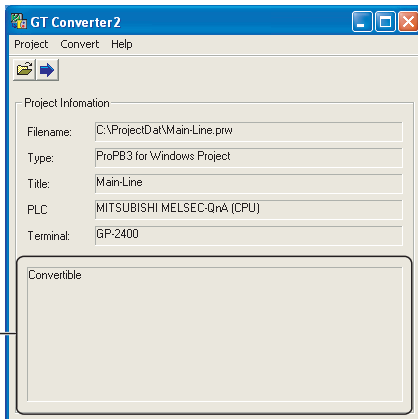 GT Converter2
Project Convert Help
Project Infomation
Filename: C:\ProjectDat\Main-Line.prw
Type: ProPB3 for Windows Project
Title: Main-Line
PLC MITSUBISHI MELSEC-QnA (CPU)
Terminal: GP-2400
Convertible